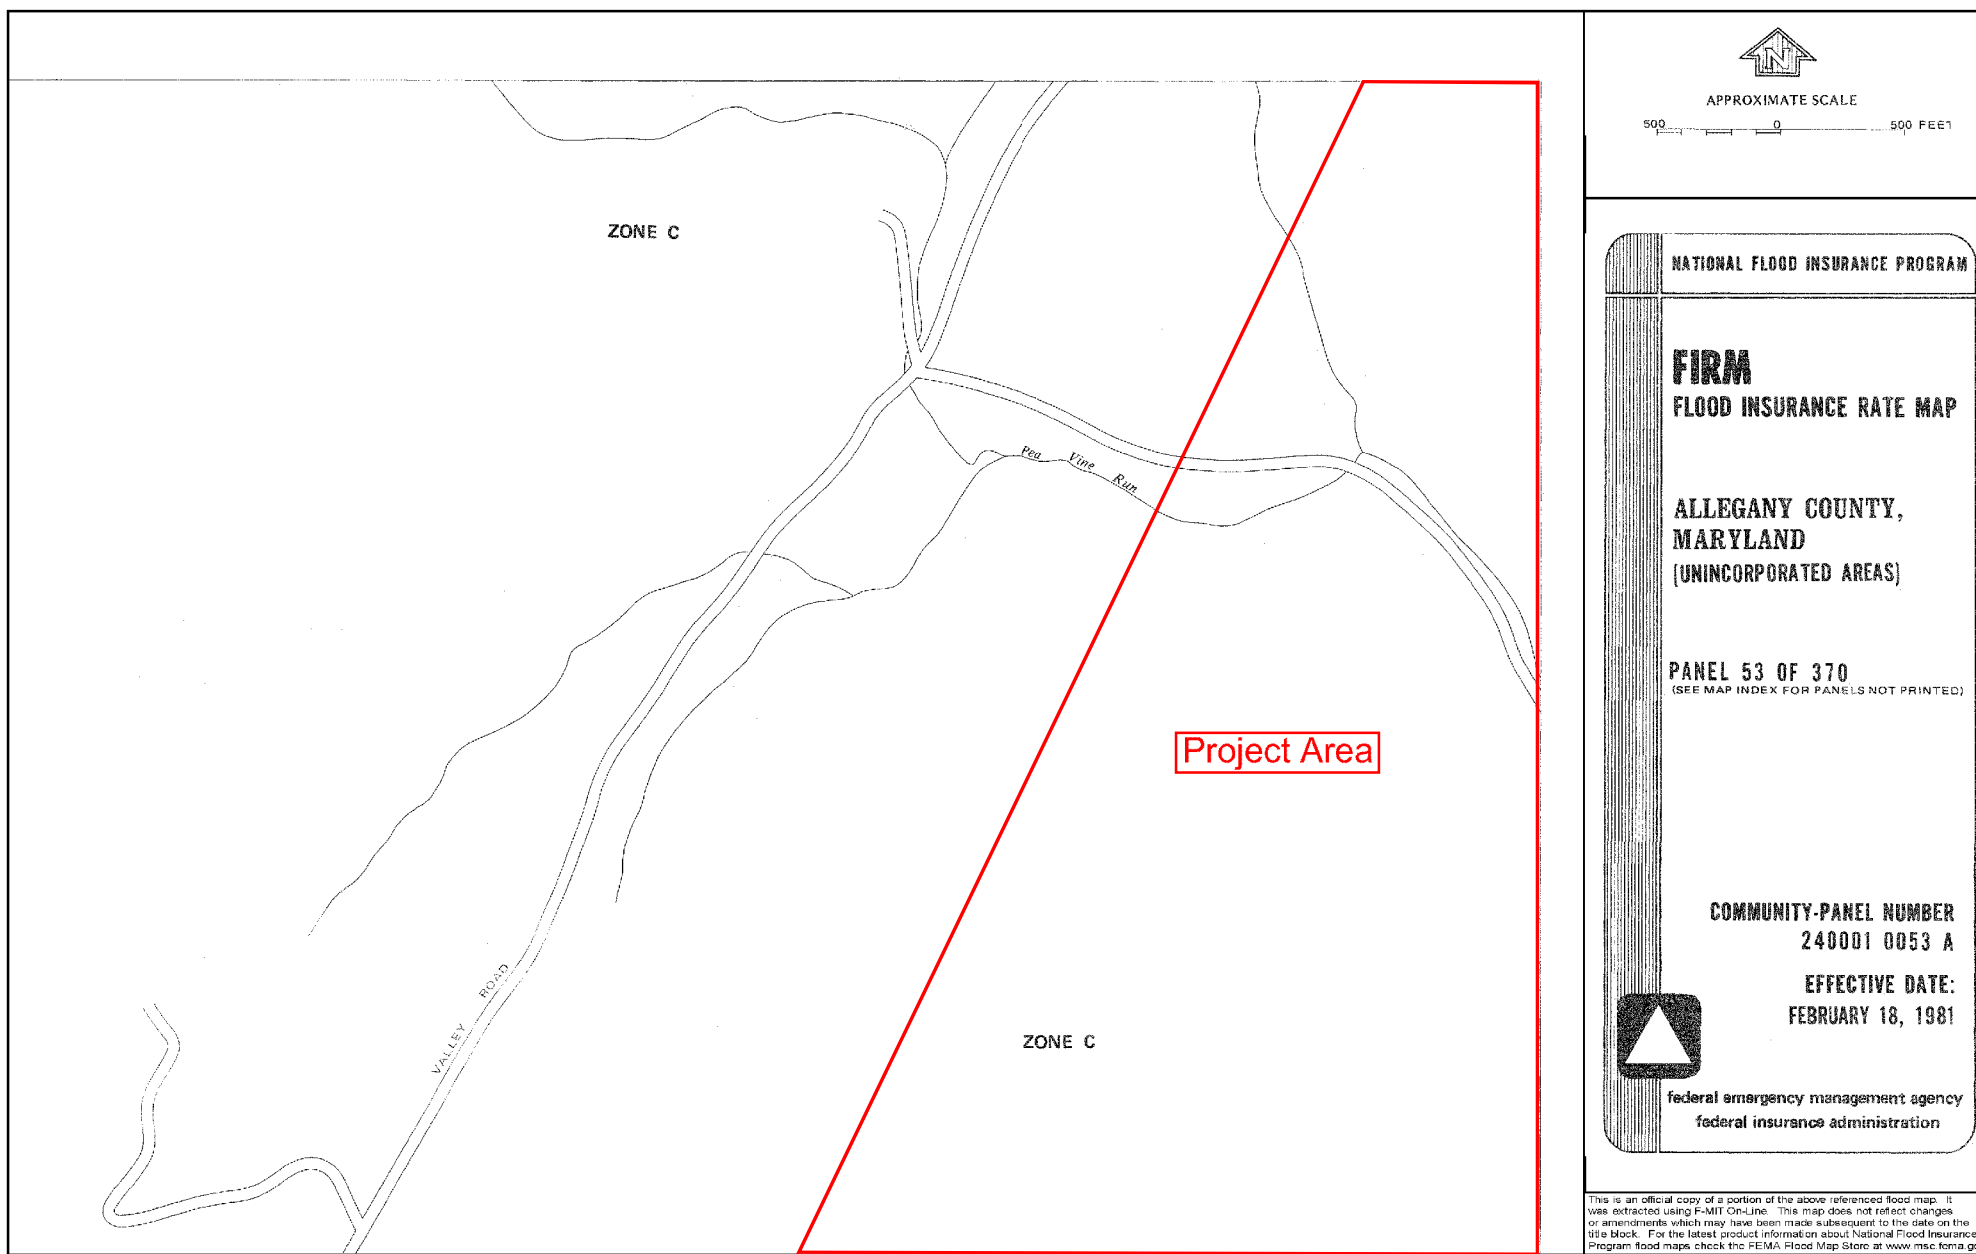 N
APPROXIMATE SCALE
500 0 500 FEET
ZONE C
Pea Vine Run
Project Area
VALLEY ROAD
ZONE C
NATIONAL FLOOD INSURANCE PROGRAM
FIRM
FLOOD INSURANCE RATE MAP
ALLEGANY COUNTY,
MARYLAND
(UNINCORPORATED AREAS)
PANEL 53 OF 370
(SEE MAP INDEX FOR PANELS NOT PRINTED)
COMMUNITY-PANEL NUMBER
240001 0053 A
EFFECTIVE DATE:
FEBRUARY 18, 1981
federal emergency management agency
federal insurance administration
This is an official copy of a portion of the above referenced flood map. It
was extracted using F-MIT On-Line. This map does not reflect changes
or amendments which may have been made subsequent to the date on the
title block. For the latest product information about National Flood Insurance
Program flood maps check the FEMA Flood Map Store at www.msc.fema.go